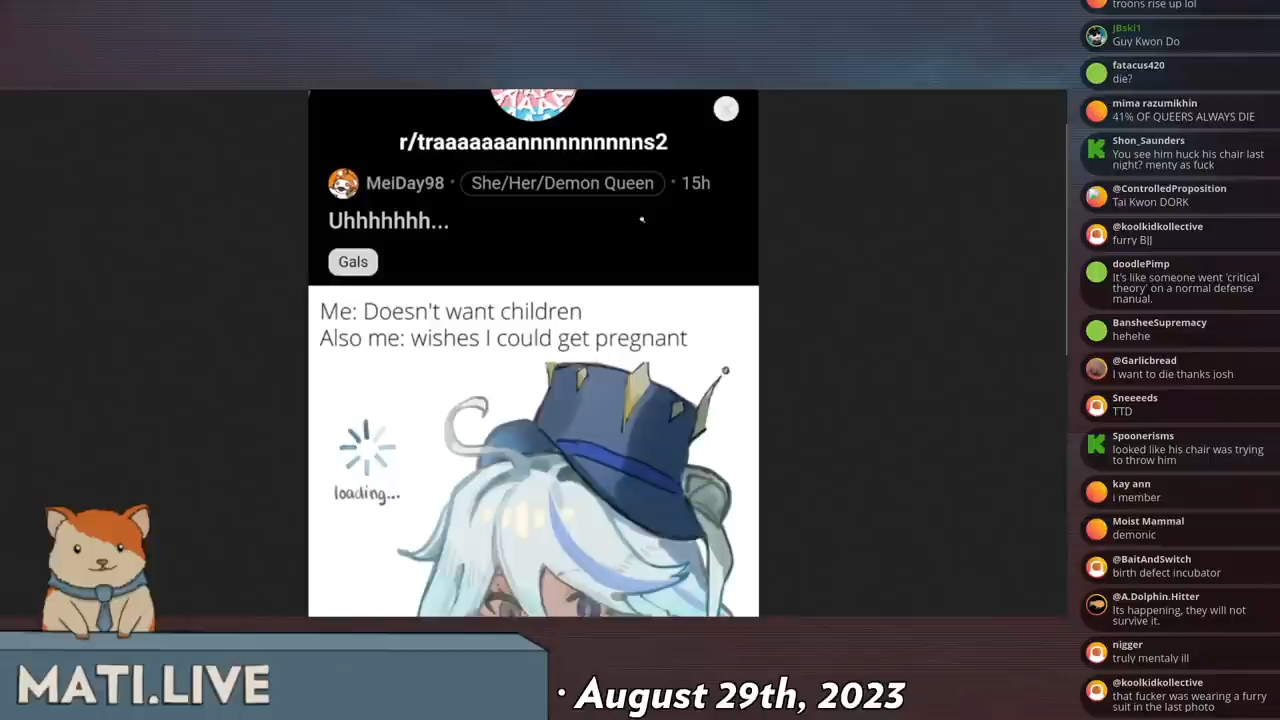 r/traaaaaaannnnnnnnnns2
MeiDay98 · She/Her/Demon Queen · 15h
Uhhhhhhh...
Gals
Me: Doesn't want children
Also me: wishes I could get pregnant
loading...
MATI.LIVE
· August 29th, 2023
troons rise up lol
JBski1
Guy Kwon Do
fatacus420
die?
mima razumikhin
41% OF QUEERS ALWAYS DIE
Shon_Saunders
You see him huck his chair last
night? menty as fuck
@ControlledProposition
Tai Kwon DORK
@koolkidkollective
furry BJJ
doodlePimp
It's like someone went 'critical
theory' on a normal defense
manual.
BansheeSupremacy
hehehe
@Garlicbread
I want to die thanks josh
Sneeeeds
TTD
Spoonerisms
looked like his chair was trying
to throw him
kay ann
i member
Moist Mammal
demonic
@BaitAndSwitch
birth defect incubator
@A.Dolphin.Hitter
Its happening, they will not
survive it.
nigger
truly mentaly ill
@koolkidkollective
that fucker was wearing a furry
suit in the last photo